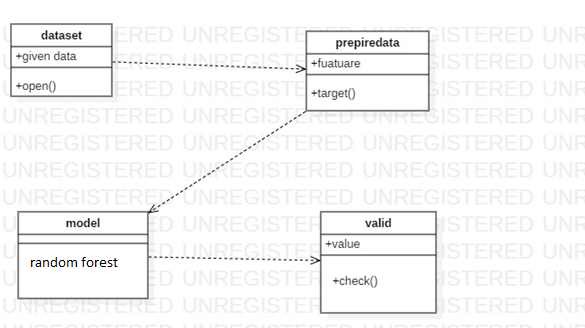 dataset
+given data
+open()
prepiredata
+fuatuare
+target()
model
random forest
valid
+value
+check()
UNREGISTERED UNREGISTERED UNREGISTERED